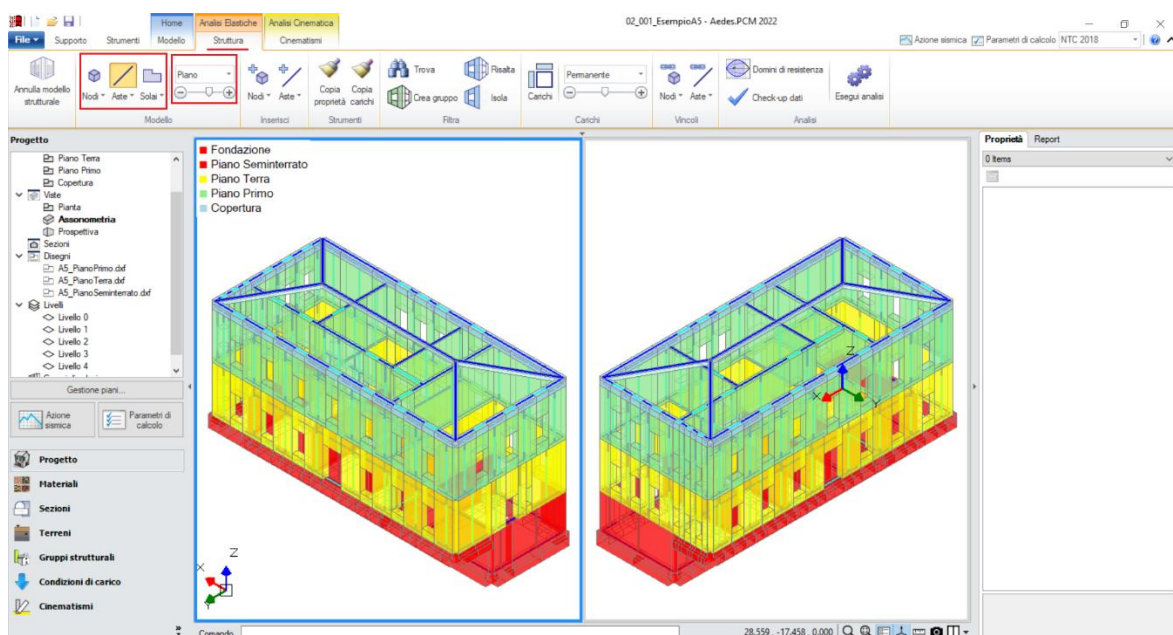 02_001_EsempioA5 - Aedes.PCM 2022
Home
Analisi Elastiche
Analisi Cinematica
File
Supporto
Strumenti
Modello
Struttura
Cinematismi
Azione sismica
Parametri di calcolo
NTC 2018
Annulla modello
strutturale
Nodi
Aste
Solai
Piano
Modello
Nodi
Aste
Inserisci
Copia
proprietà
Copia
carichi
Strumenti
Trova
Crea gruppo
Risalta
Isola
Filtra
Carichi
Permanente
Carichi
Nodi
Aste
Vincoli
Domini di resistenza
Check-up dati
Esegui analisi
Analisi
Progetto
Piano Terra
Piano Primo
Copertura
Viste
Pianta
Assonometria
Prospettiva
Sezioni
Disegni
A5_PianoPrimo.dxf
A5_PianoTerra.dxf
A5_PianoSeminterrato.dxf
Livelli
Livello 0
Livello 1
Livello 2
Livello 3
Livello 4
Gestione piani...
Azione
sismica
Parametri di
calcolo
Progetto
Materiali
Sezioni
Terreni
Gruppi strutturali
Condizioni di carico
Cinematismi
Fondazione
Piano Seminterrato
Piano Terra
Piano Primo
Copertura
Z
X
Y
Z
X
Y
Proprietà
Report
0 Items
Comando
28.559 , -17.458 , 0.000